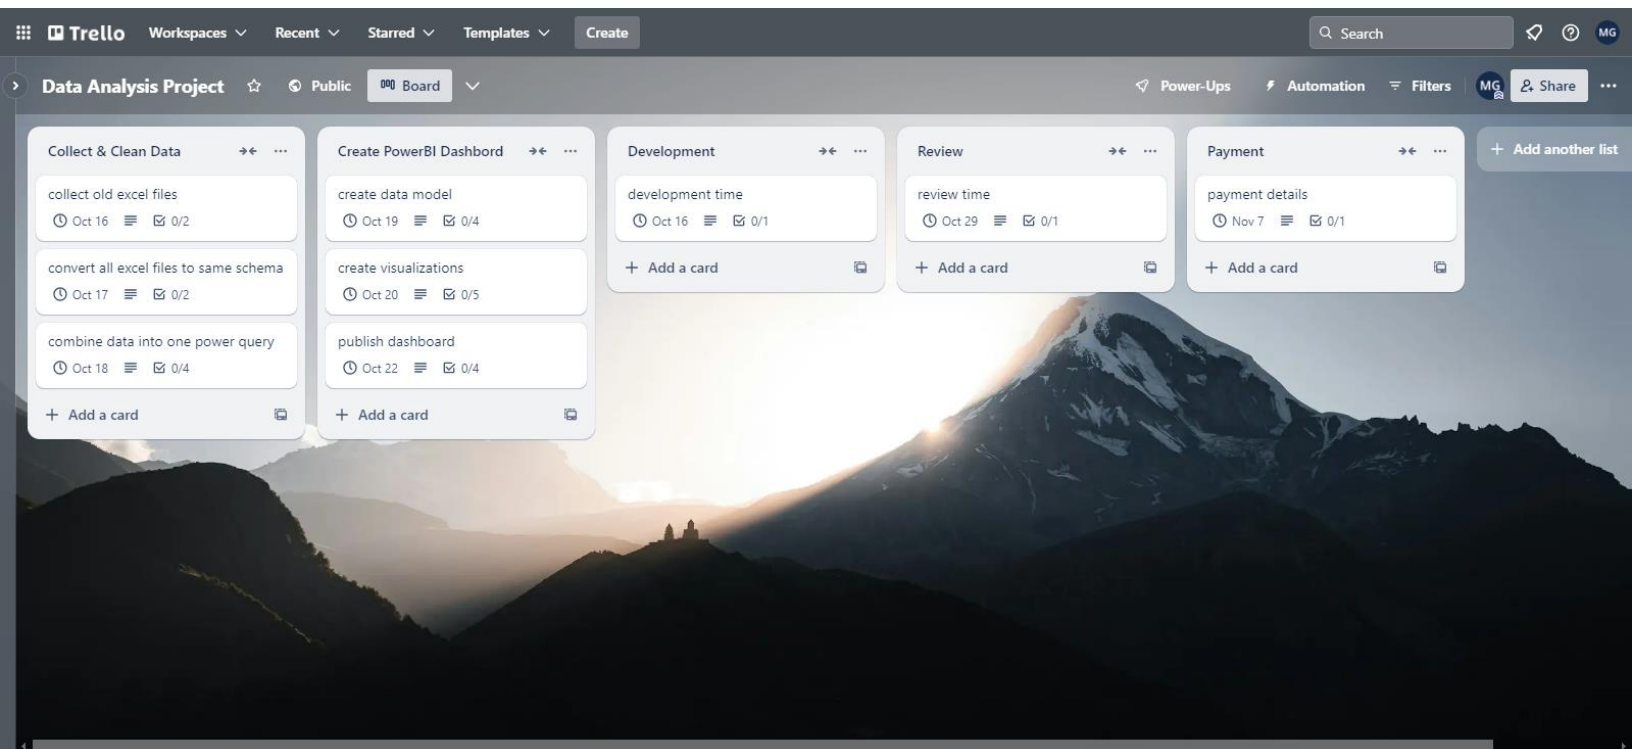 Trello Workspaces Recent Starred Templates Create Search MG
Data Analysis Project Public Board Power-Ups Automation Filters MG Share
Collect & Clean Data
collect old excel files
Oct 16 0/2
convert all excel files to same schema
Oct 17 0/2
combine data into one power query
Oct 18 0/4
+ Add a card
Create PowerBI Dashbord
create data model
Oct 19 0/4
create visualizations
Oct 20 0/5
publish dashboard
Oct 22 0/4
+ Add a card
Development
development time
Oct 16 0/1
+ Add a card
Review
review time
Oct 29 0/1
+ Add a card
Payment
payment details
Nov 7 0/1
+ Add a card
+ Add another list